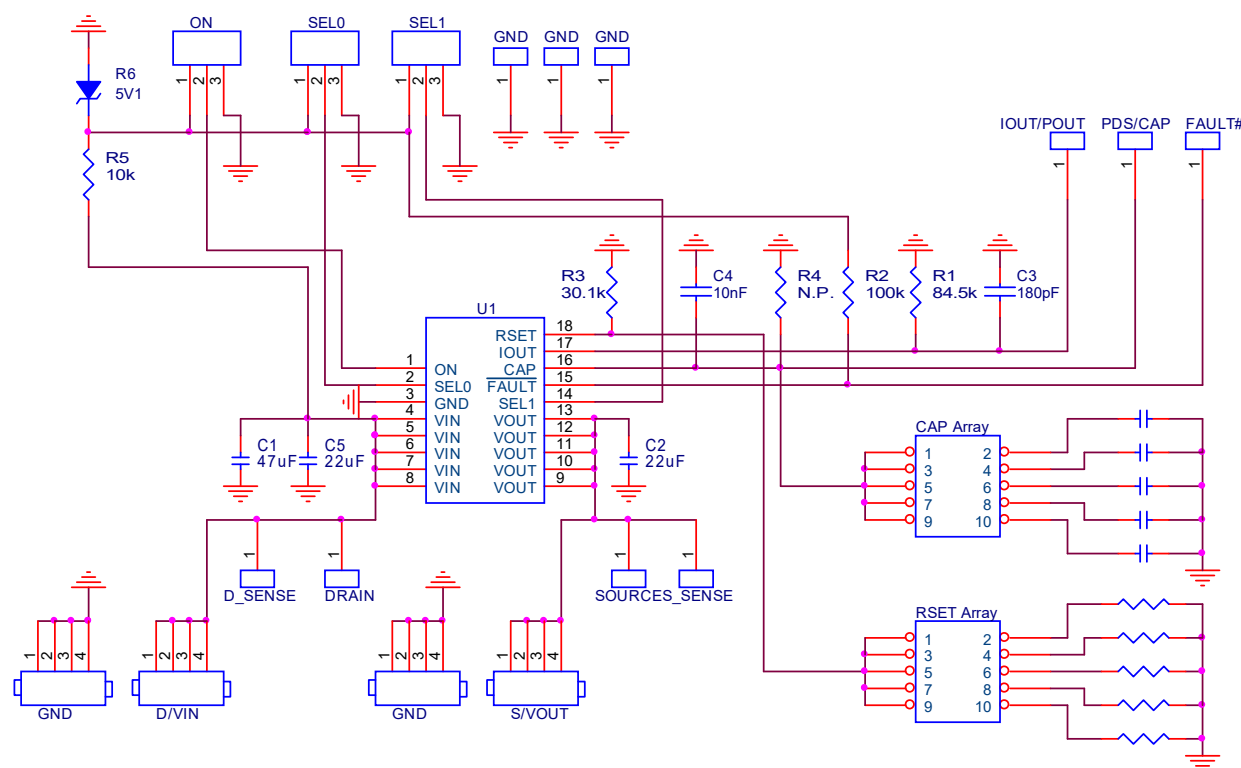 ON
SEL0
SEL1
GND
GND
GND
1
2
3
1
2
3
1
2
3
1
1
1
R6
5V1
R5
10k
IOUT/POUT
PDS/CAP
FAULT#
1
1
1
R3
30.1k
C4
10nF
R4
N.P.
R2
100k
R1
84.5k
C3
180pF
U1
RSET 18
IOUT 17
1 ON
CAP 16
2 SEL0
FAULT 15
3 GND
SEL1 14
4 VIN
VOUT 13
5 VIN
VOUT 12
6 VIN
VOUT 11
7 VIN
VOUT 10
8 VIN
VOUT 9
C1
47uF
C5
22uF
C2
22uF
CAP Array
1 2
3 4
5 6
7 8
9 10
1
D_SENSE
1
DRAIN
1
SOURCE
1
S_SENSE
RSET Array
1 2
3 4
5 6
7 8
9 10
1
2
3
4
GND
1
2
3
4
D/VIN
1
2
3
4
GND
1
2
3
4
S/VOUT